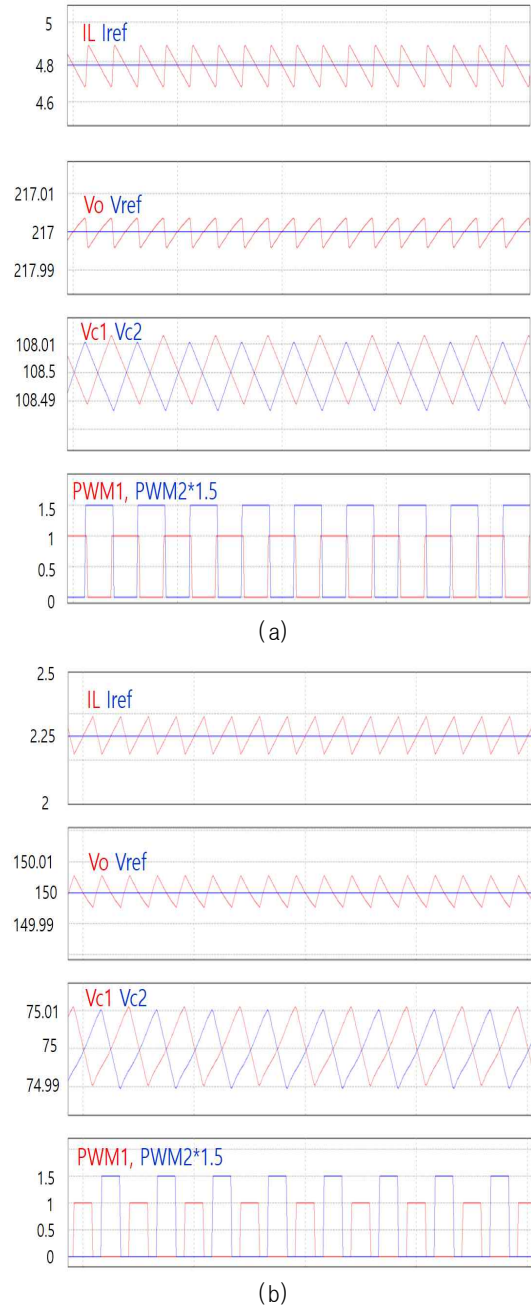 5
IL Iref
4.8
4.6
217.01
Vo Vref
217
217.99
Vc1 Vc2
108.01
108.5
108.49
PWM1, PWM2*1.5
1.5
1
0.5
0
(a)
2.5
IL Iref
2.25
2
150.01
Vo Vref
150
149.99
Vc1 Vc2
75.01
75
74.99
PWM1, PWM2*1.5
1.5
1
0.5
0
(b)